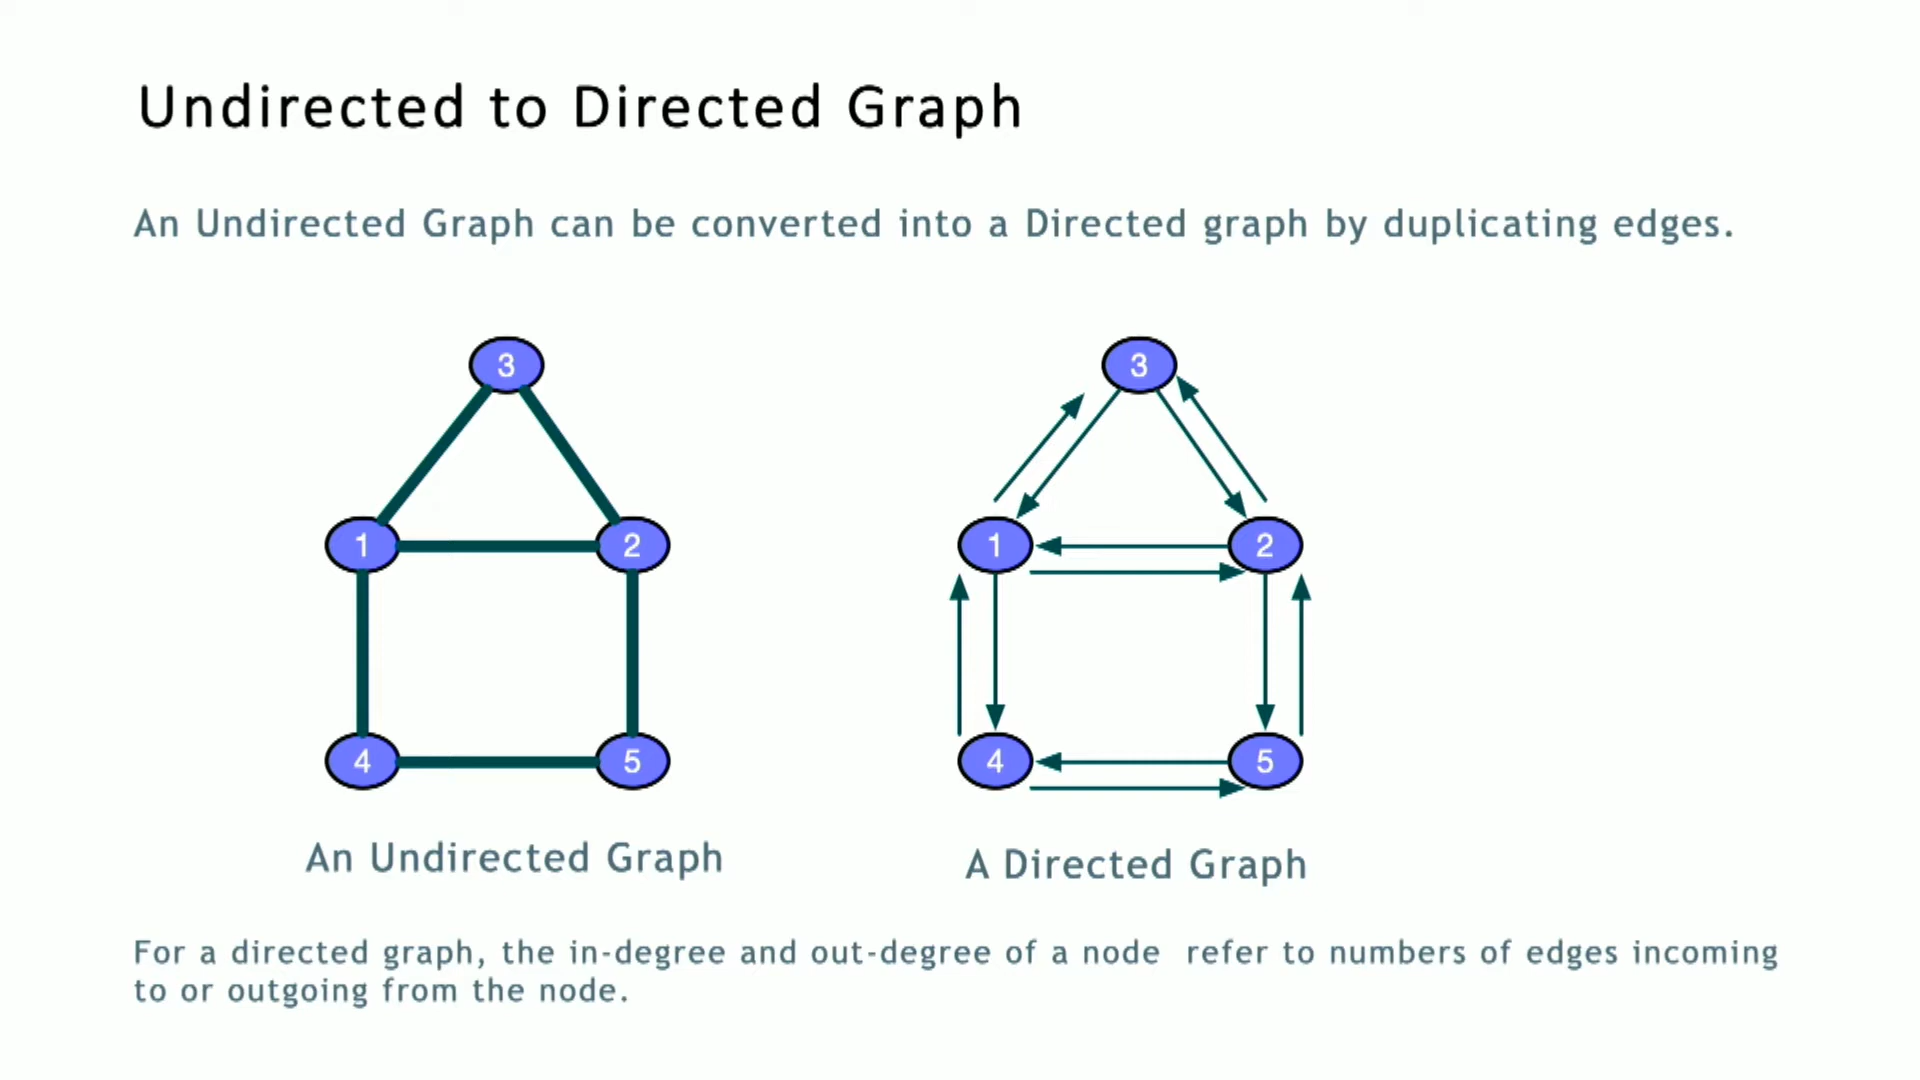 Undirected to Directed Graph
An Undirected Graph can be converted into a Directed graph by duplicating edges.
3
3
1
2
1
2
4
5
4
5
An Undirected Graph
A Directed Graph
For a directed graph, the in-degree and out-degree of a node refer to numbers of edges incoming
to or outgoing from the node.